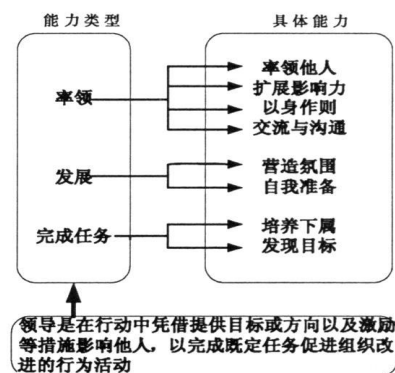 能力类型 具体能力
率领
率领他人
扩展影响力
以身作则
交流与沟通
发展
营造氛围
自我准备
完成任务
培养下属
发现目标
领导是在行动中凭借提供目标或方向以及激励
等措施影响他人，以完成既定任务促进组织改
进的行为活动